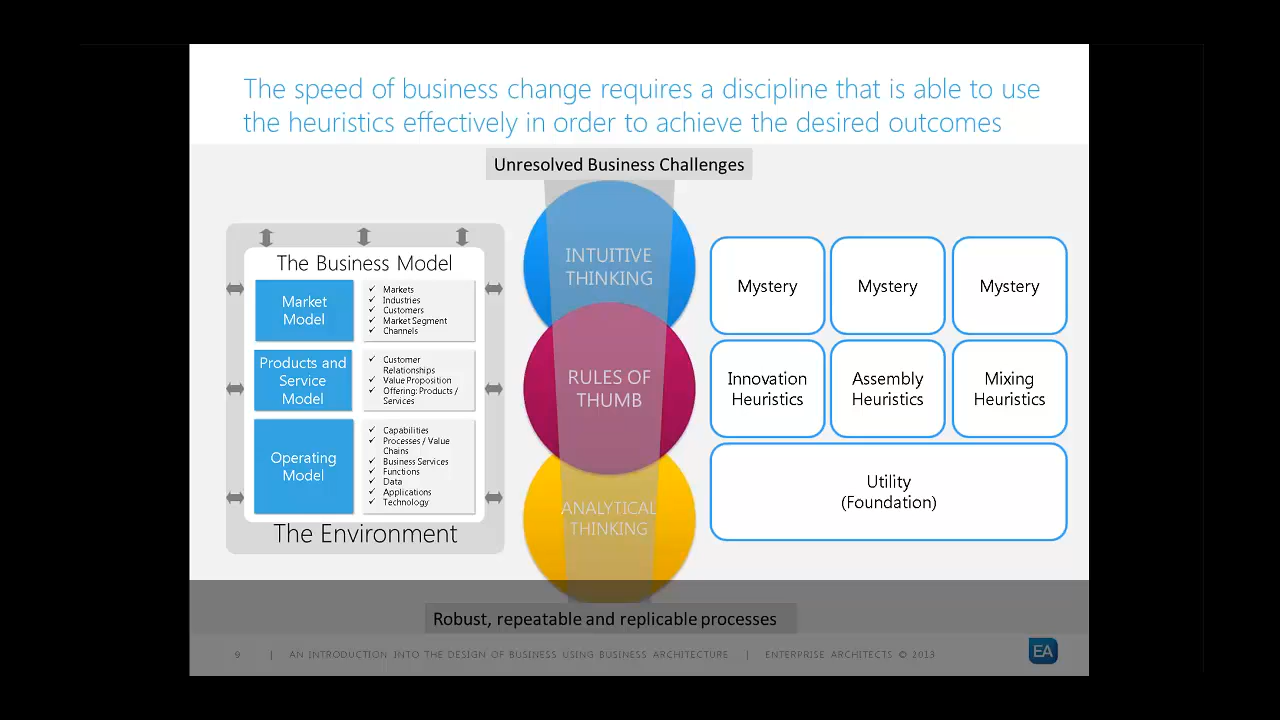 The speed of business change requires a discipline that is able to use
the heuristics effectively in order to achieve the desired outcomes
Unresolved Business Challenges
The Business Model
Market
Model
Markets
Industries
Customers
Market Segment
Channels
Products and
Service
Model
Customer
Relationships
Value Proposition
Offering: Products /
Services
Operating
Model
Capabilities
Processes / Value
Chains
Business Services
Functions
Data
Applications
Technology
The Environment
INTUITIVE
THINKING
RULES OF
THUMB
ANALYTICAL
THINKING
Mystery
Mystery
Mystery
Innovation
Heuristics
Assembly
Heuristics
Mixing
Heuristics
Utility
(Foundation)
Robust, repeatable and replicable processes
9 | AN INTRODUCTION INTO THE DESIGN OF BUSINESS USING BUSINESS ARCHITECTURE | ENTERPRISE ARCHITECTS © 2013
EA